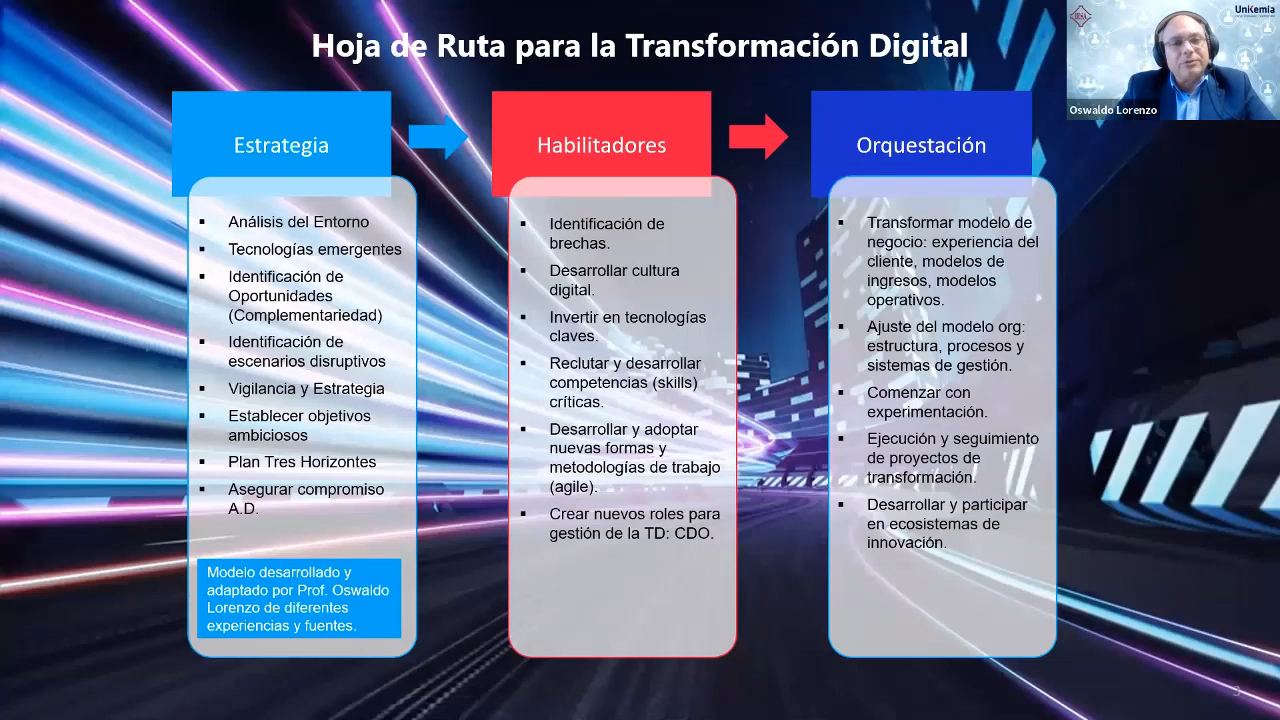 Hoja de Ruta para la Transformación Digital
IESA
UnKemia
Oswaldo Lorenzo
Estrategia
▪ Análisis del Entorno
▪ Tecnologías emergentes
▪ Identificación de
Oportunidades
(Complementariedad)
▪ Identificación de
escenarios disruptivos
▪ Vigilancia y Estrategia
▪ Establecer objetivos
ambiciosos
▪ Plan Tres Horizontes
▪ Asegurar compromiso
A.D.
Modelo desarrollado y
adaptado por Prof. Oswaldo
Lorenzo de diferentes
experiencias y fuentes.
Habilitadores
▪ Identificación de
brechas.
▪ Desarrollar cultura
digital.
▪ Invertir en tecnologías
claves.
▪ Reclutar y desarrollar
competencias (skills)
críticas.
▪ Desarrollar y adoptar
nuevas formas y
metodologías de trabajo
(agile).
▪ Crear nuevos roles para
gestión de la TD: CDO.
Orquestación
▪ Transformar modelo de
negocio: experiencia del
cliente, modelos de
ingresos, modelos
operativos.
▪ Ajuste del modelo org:
estructura, procesos y
sistemas de gestión.
▪ Comenzar con
experimentación.
▪ Ejecución y seguimiento
de proyectos de
transformación.
▪ Desarrollar y participar
en ecosistemas de
innovación.
3